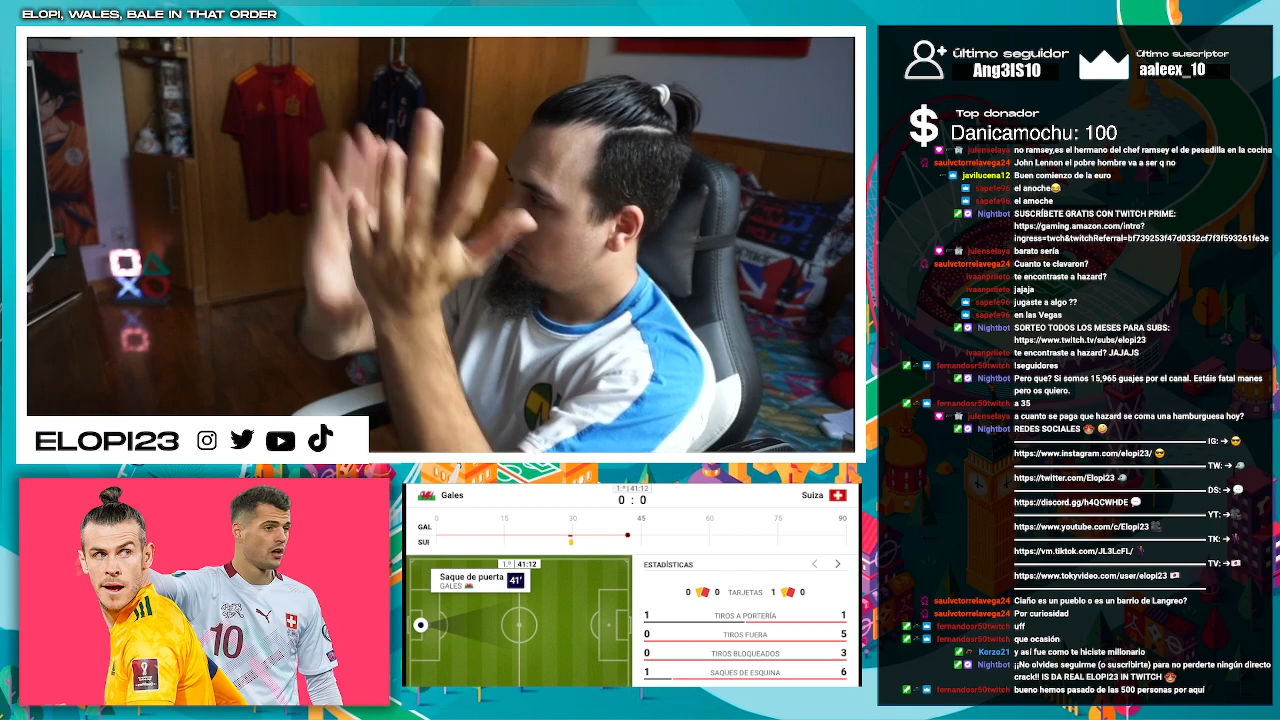 ELOPI, WALES, BALE IN THAT ORDER
ELOPI23
último seguidor
Ang3lS10
último suscriptor
aaleex_10
Top donador
Danicamochu: 100
julenselaya no ramsey,es el hermano del chef ramsey el de pesadilla en la cocina
saulvctorrelavega24 John Lennon el pobre hombre va a ser q no
javilucena12 Buen comienzo de la euro
sapefe96 el anoche😂
sapefe96 el amoche
Nightbot SUSCRÍBETE GRATIS CON TWITCH PRIME:
https://gaming.amazon.com/intro?
ingress=twch&twitchReferral=bf739253f47d0332cf7f3f593261fe3e
julenselaya barato sería
saulvctorrelavega24 Cuanto te clavaron?
ivaanpriieto te encontraste a hazard?
ivaanpriieto jajaja
sapefe96 jugaste a algo ??
sapefe96 en las Vegas
Nightbot SORTEO TODOS LOS MESES PARA SUBS:
https://www.twitch.tv/subs/elopi23
ivaanpriieto te encontraste a hazard? JAJAJS
fernandosr50twitch Iseguidores
Nightbot Pero que? Si somos 15,965 guajes por el canal. Estáis fatal manes
pero os quiero.
fernandosr50twitch a 35
julenselaya a cuanto se paga que hazard se coma una hamburguesa hoy?
Nightbot REDES SOCIALES
IG: ➔ 😎
https://www.instagram.com/elopi23/ 😎
TW: ➔
https://twitter.com/Elopi23
DS: ➔ 💬
https://discord.gg/h4QCWHDE 💬
YT: ➔
https://www.youtube.com/c/Elopi23
TK: ➔
https://vm.tiktok.com/JL3LcFL/
TV: ➔
https://www.tokyvideo.com/user/elopi23
saulvctorrelavega24 Ciaño es un pueblo o es un barrio de Langreo?
saulvctorrelavega24 Por curiosidad
fernandosr50twitch uff
fernandosr50twitch que ocasión
Korzo21 y asi fue como te hiciste millonario
Nightbot ¡¡No olvides seguirme (o suscribirte) para no perderte ningún directo
crack!! IS DA REAL ELOPI23 IN TWITCH
fernandosr50twitch bueno hemos pasado de las 500 personas por aquí
Gales
1.º | 41:12
0 : 0
Suiza
0 15 30 45 60 75 90
GAL
SUI
1.º 41:12
Saque de puerta 41'
GALES
ESTADÍSTICAS
0 0 TARJETAS 1 0
1 TIROS A PORTERÍA 1
0 TIROS FUERA 5
0 TIROS BLOQUEADOS 3
1 SAQUES DE ESQUINA 6